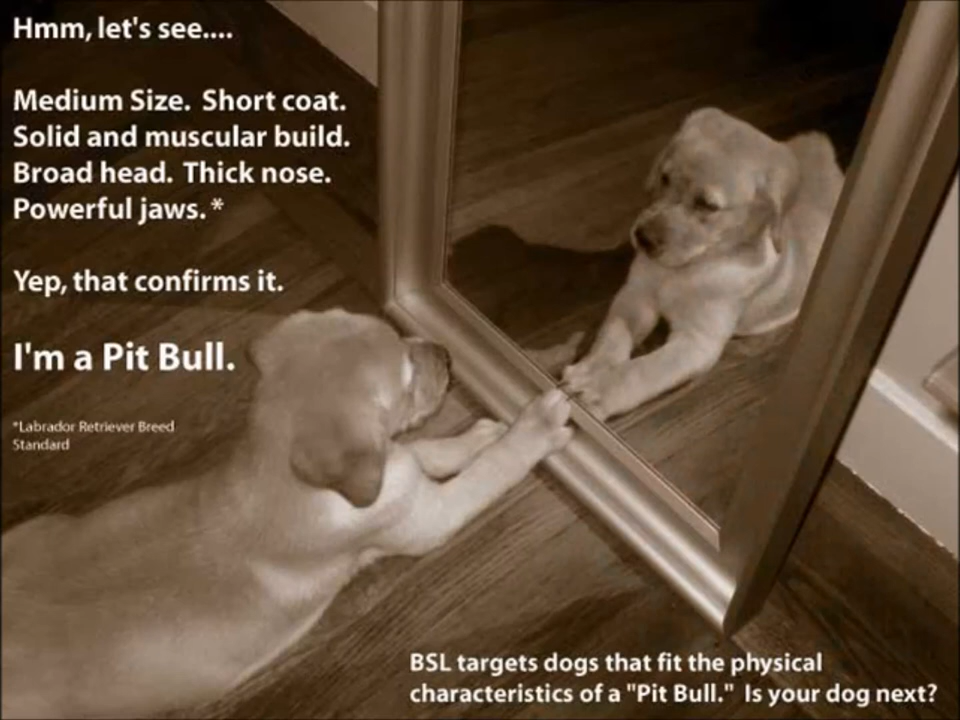 Hmm, let's see....
Medium Size. Short coat.
Solid and muscular build.
Broad head. Thick nose.
Powerful jaws.*
Yep, that confirms it.
I'm a Pit Bull.
*Labrador Retriever Breed
Standard
BSL targets dogs that fit the physical
characteristics of a "Pit Bull." Is your dog next?